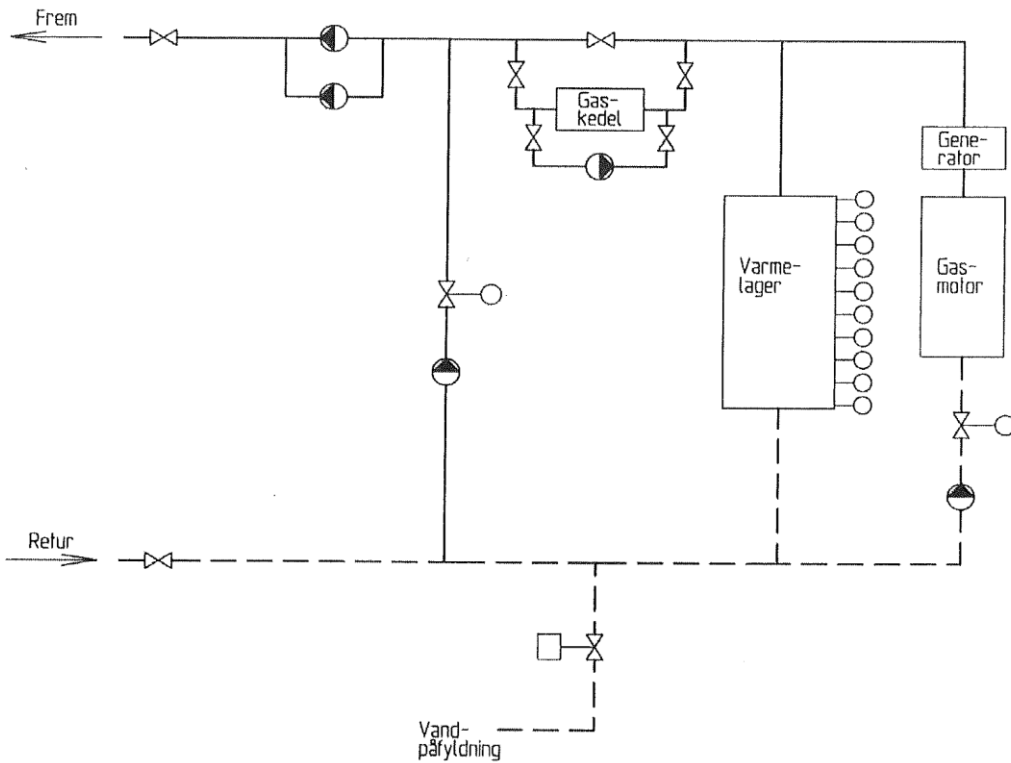 Frem
Gas-
kedel
Gene-
rator
Varme-
lager
Gas-
motor
Retur
Vand-
påfyldning